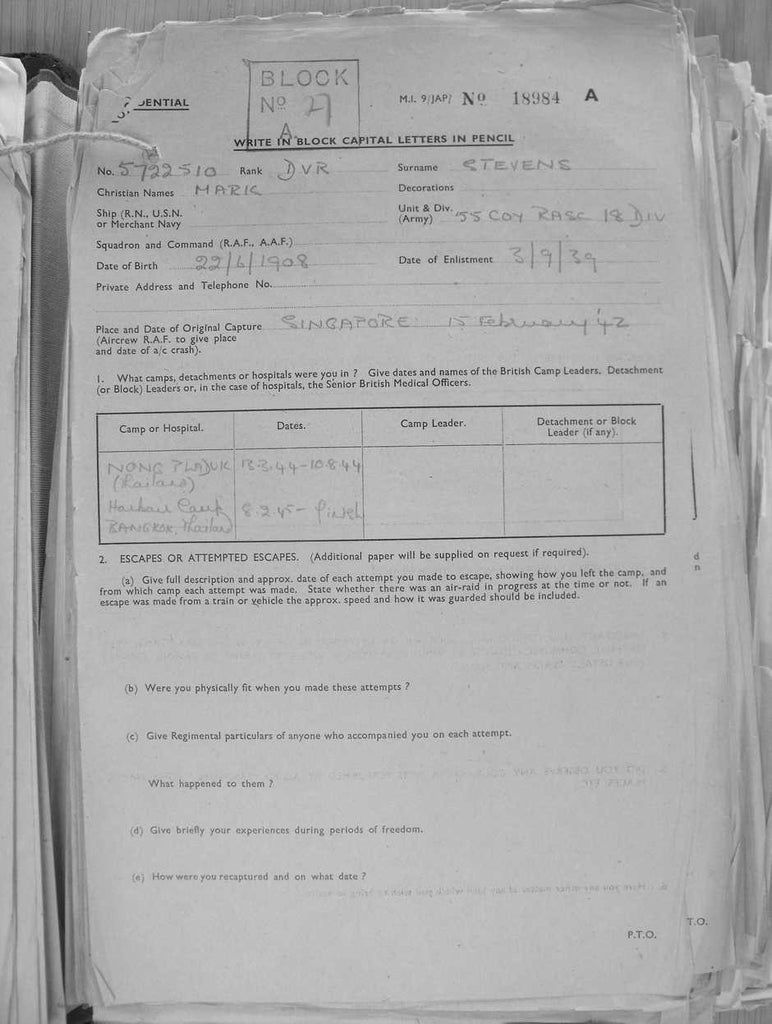 BLOCK
No 27
A
DENTIAL
M.I. 9/JAP/ No 18984 A
WRITE IN BLOCK CAPITAL LETTERS IN PENCIL
No. 5722510 Rank DVR Surname STEVENS
Christian Names MARK Decorations
Ship (R.N., U.S.N. or Merchant Navy
Unit & Div. (Army) 55 COY RASC 18 DIV
Squadron and Command (R.A.F., A.A.F.)
Date of Birth 22/6/1908 Date of Enlistment 3/9/39
Private Address and Telephone No.
Place and Date of Original Capture SINGAPORE 15 February '42
(Aircrew R.A.F. to give place
and date of a/c crash).
1. What camps, detachments or hospitals were you in ? Give dates and names of the British Camp Leaders, Detachment
(or Block) Leaders or, in the case of hospitals, the Senior British Medical Officers.
Camp or Hospital. Dates. Camp Leader. Detachment or Block
Leader (if any).
NONG PLADUK 13.3.44-10.8.44
BANGKOK, Thailand 8.2.45-
2. ESCAPES OR ATTEMPTED ESCAPES. (Additional paper will be supplied on request if required).
(a) Give full description and approx. date of each attempt you made to escape, showing how you left the camp, and
from which camp each attempt was made. State whether there was an air-raid in progress at the time or not. If an
escape was made from a train or vehicle the approx. speed and how it was guarded should be included.
d
n
(b) Were you physically fit when you made these attempts ?
(c) Give Regimental particulars of anyone who accompanied you on each attempt.
What happened to them ?
(d) Give briefly your experiences during periods of freedom.
(e) How were you recaptured and on what date ?
T.O.
P.T.O.